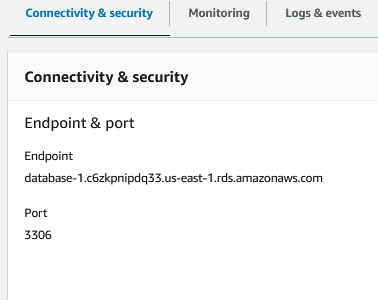 Connectivity & security Monitoring Logs & events
Connectivity & security
Endpoint & port
Endpoint
database-1.c6zkpnipdq33.us-east-1.rds.amazonaws.com
Port
3306